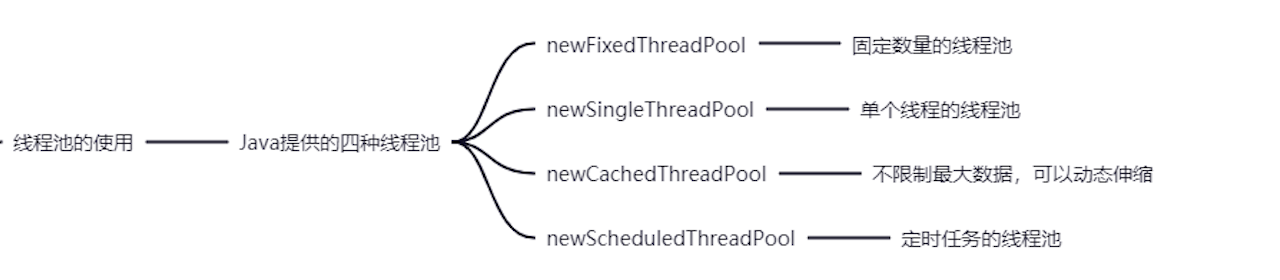 线程池的使用
Java提供的四种线程池
newFixedThreadPool
固定数量的线程池
newSingleThreadPool
单个线程的线程池
newCachedThreadPool
不限制最大数据，可以动态伸缩
newScheduledThreadPool
定时任务的线程池